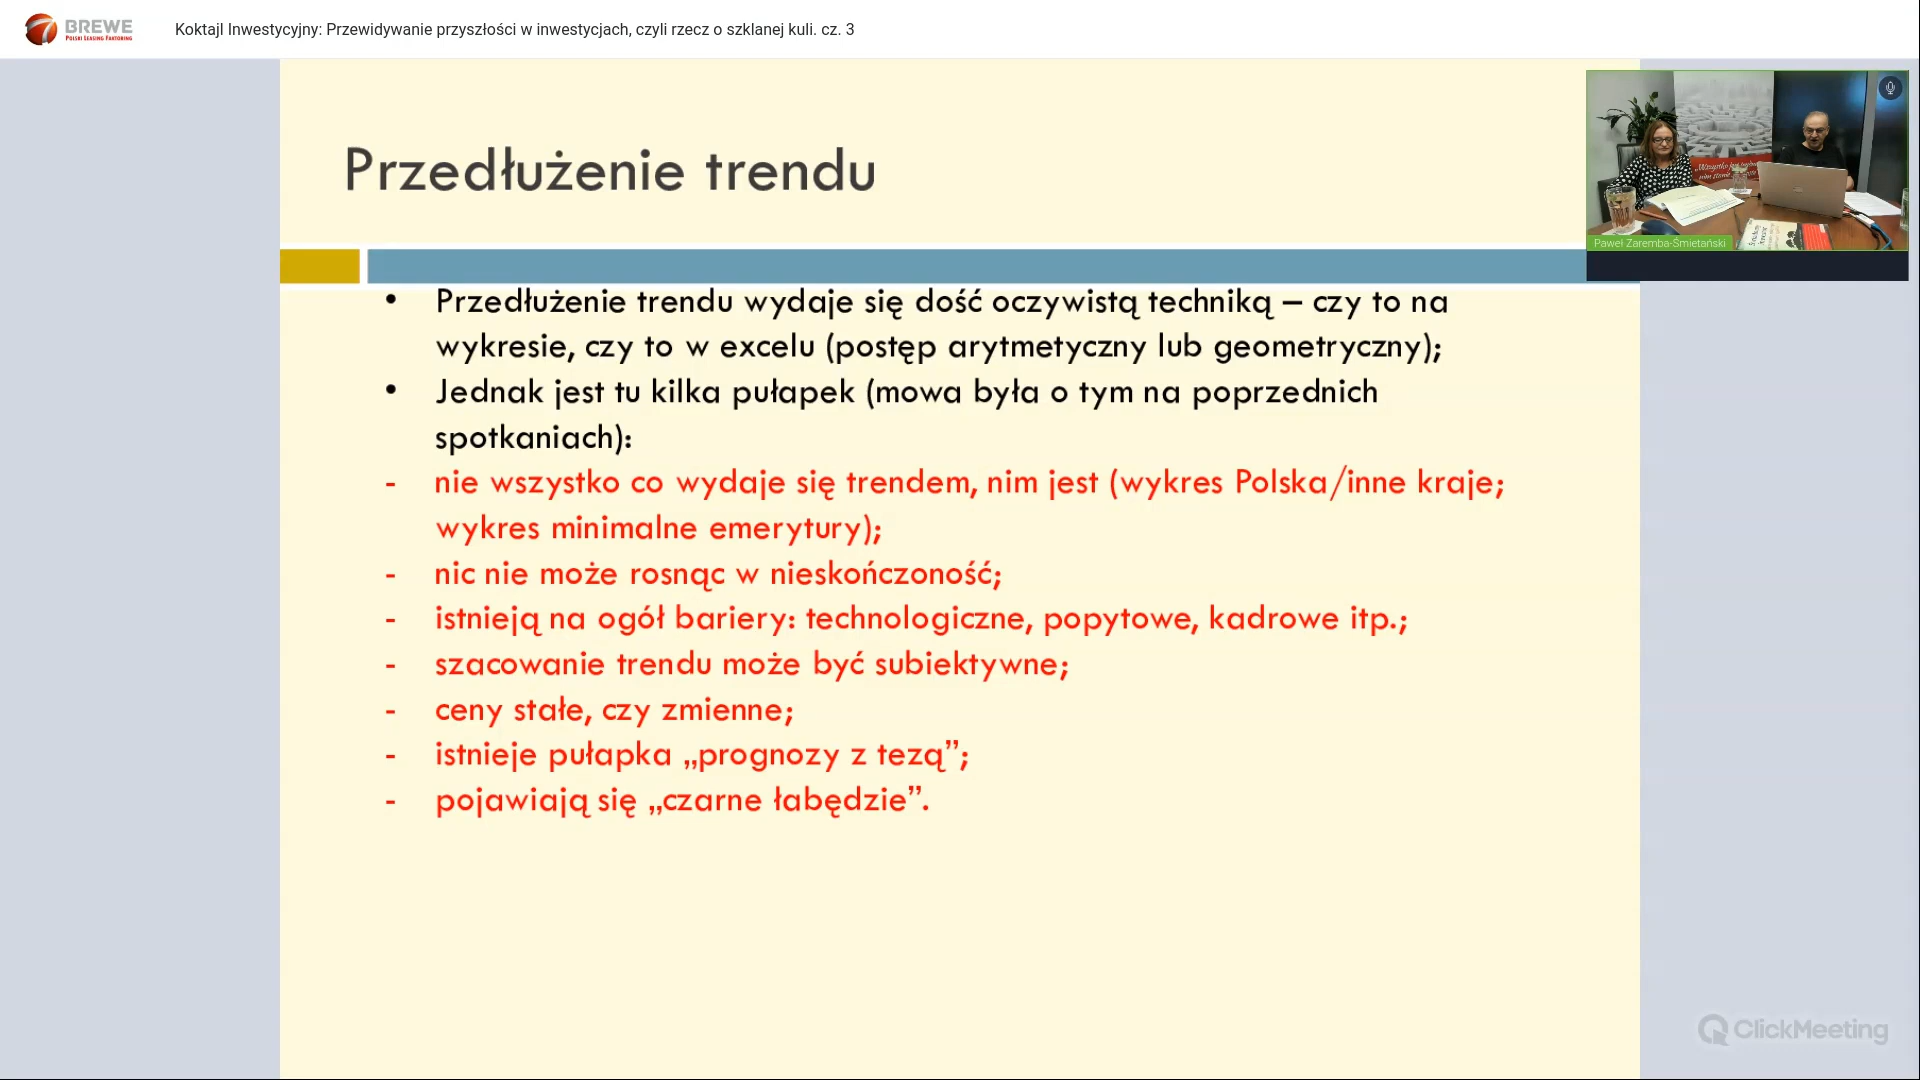 BREWE
POLSKI LEASING FAKTORING
Koktajl Inwestycyjny: Przewidywanie przyszłości w inwestycjach, czyli rzecz o szklanej kuli. cz. 3
Przedłużenie trendu
Paweł Zaremba-Śmietański
• Przedłużenie trendu wydaje się dość oczywistą techniką – czy to na
wykresie, czy to w excelu (postęp arytmetyczny lub geometryczny);
• Jednak jest tu kilka pułapek (mowa była o tym na poprzednich
spotkaniach):
- nie wszystko co wydaje się trendem, nim jest (wykres Polska/inne kraje;
wykres minimalne emerytury);
- nic nie może rosnąc w nieskończoność;
- istnieją na ogół bariery: technologiczne, popytowe, kadrowe itp.;
- szacowanie trendu może być subiektywne;
- ceny stałe, czy zmienne;
- istnieje pułapka „prognozy z tezą”;
- pojawiają się „czarne łabędzie”.
ClickMeeting